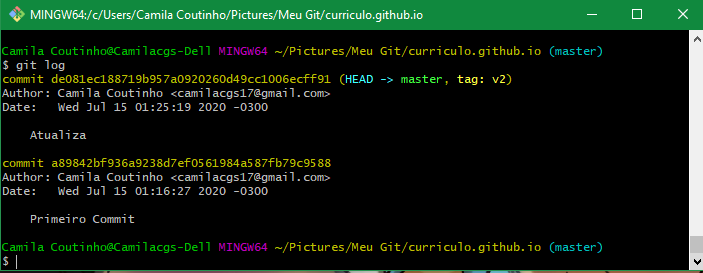 MINGW64:/c/Users/Camila Coutinho/Pictures/Meu Git/curriculo.github.io
Camila Coutinho@Camilacgs-Dell MINGW64 ~/Pictures/Meu Git/curriculo.github.io (master)
$ git log
commit de081ec188719b957a0920260d49cc1006ecff91 (HEAD -> master, tag: v2)
Author: Camila Coutinho <camilacgs17@gmail.com>
Date:   Wed Jul 15 01:25:19 2020 -0300
    Atualiza
commit a89842bf936a9238d7ef0561984a587fb79c9588
Author: Camila Coutinho <camilacgs17@gmail.com>
Date:   Wed Jul 15 01:16:27 2020 -0300
    Primeiro Commit
Camila Coutinho@Camilacgs-Dell MINGW64 ~/Pictures/Meu Git/curriculo.github.io (master)
$